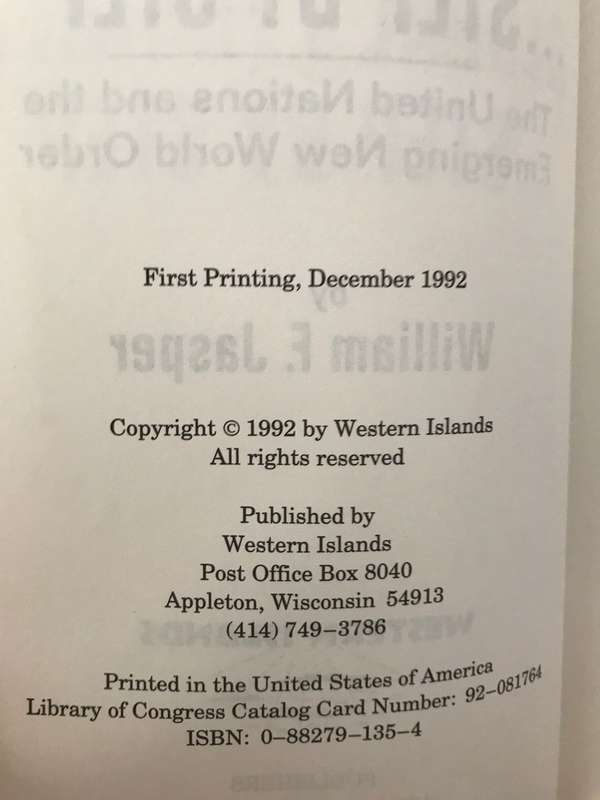 First Printing, December 1992
Copyright © 1992 by Western Islands
All rights reserved
Published by
Western Islands
Post Office Box 8040
Appleton, Wisconsin 54913
(414) 749–3786
Printed in the United States of America
Library of Congress Catalog Card Number: 92–081764
ISBN: 0–88279–135–4